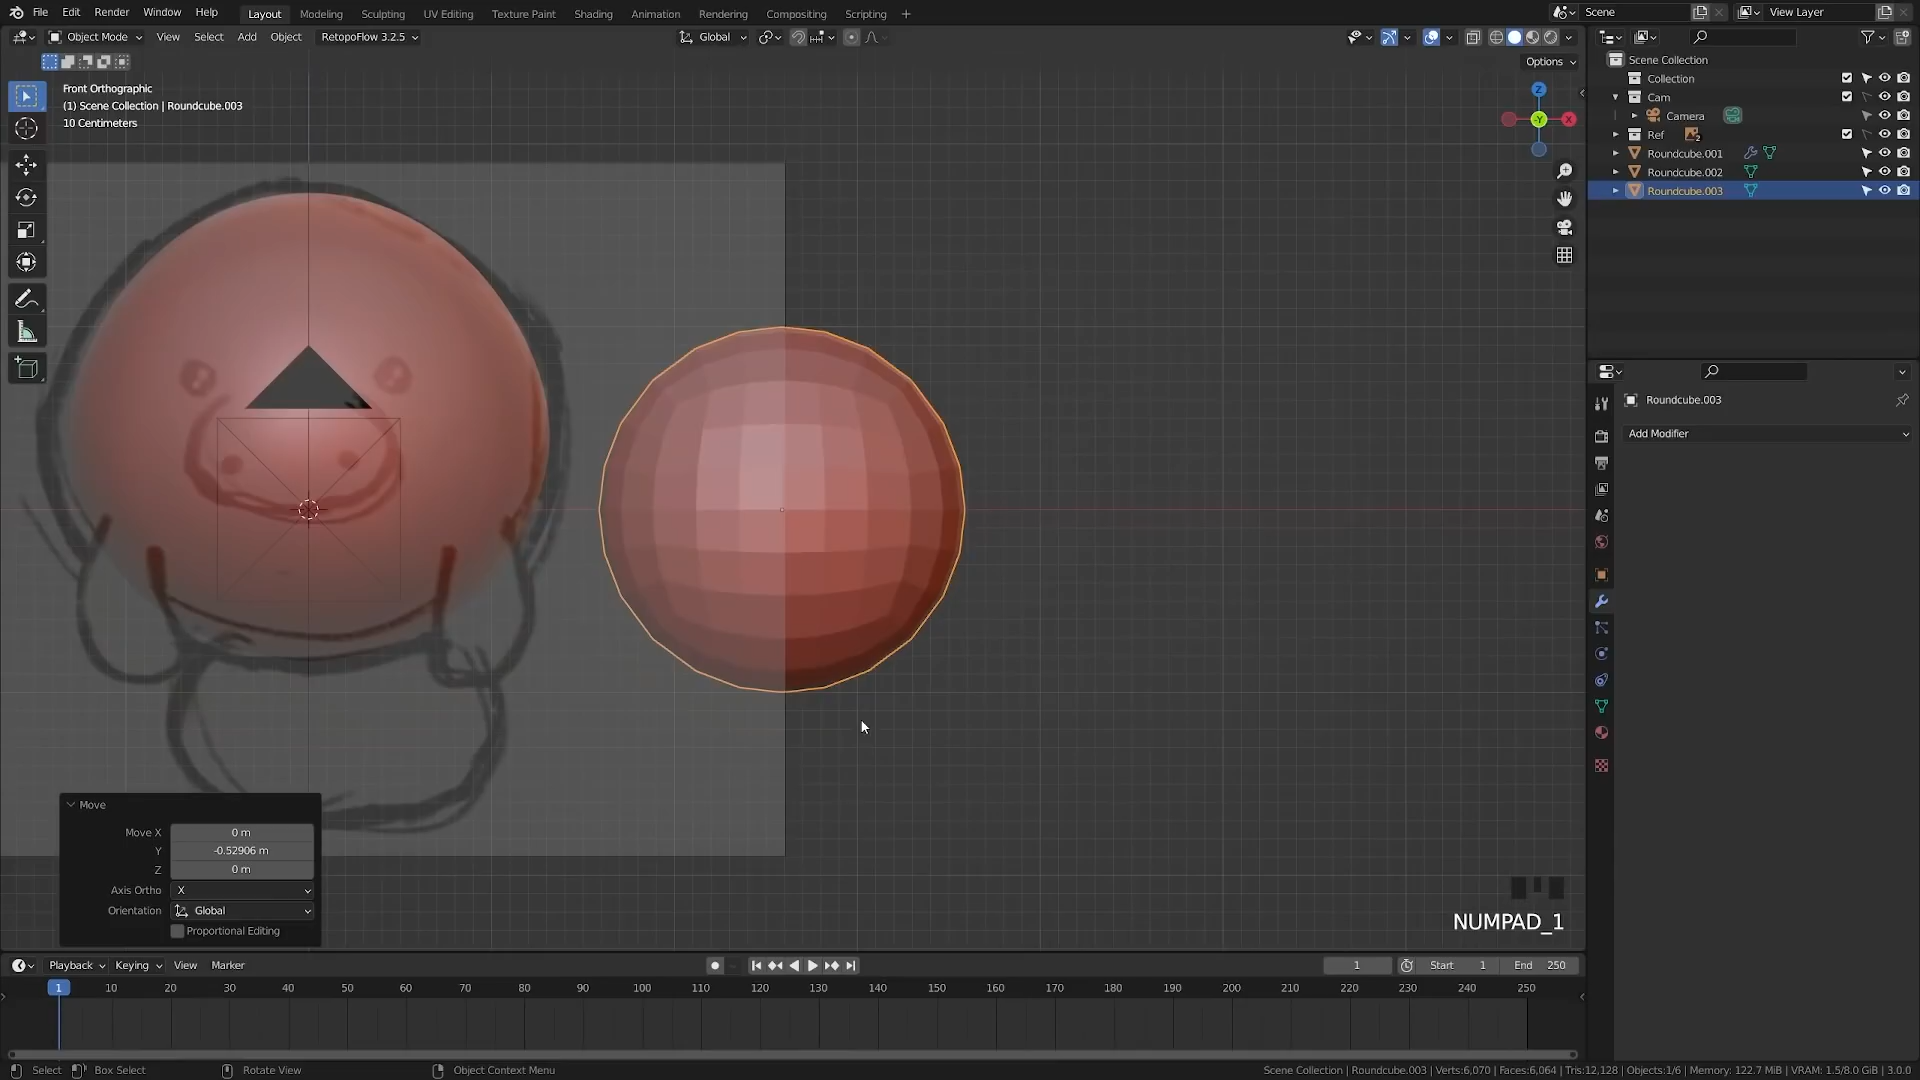 File Edit Render Window Help Layout Modeling Sculpting UV Editing Texture Paint Shading Animation Rendering Compositing Scripting + Scene View Layer
Object Mode View Select Add Object RetopoFlow 3.2.5 Global
Options
Front Orthographic
(1) Scene Collection | Roundcube.003
10 Centimeters
Z
X
-Y
Scene Collection
Collection
Cam
Camera
Ref 2
Roundcube.001
Roundcube.002
Roundcube.003
Roundcube.003
Add Modifier
Move
Move X 0 m
Y -0.52906 m
Z 0 m
Axis Ortho X
Orientation Global
Proportional Editing
NUMPAD_1
Playback Keying View Marker 1 Start 1 End 250
1 10 20 30 40 50 60 70 80 90 100 110 120 130 140 150 160 170 180 190 200 210 220 230 240 250
Select Box Select Rotate View Object Context Menu Scene Collection | Roundcube.003 | Verts:6,070 | Faces:6,064 | Tris:12,128 | Objects:1/6 | Memory: 122.7 MiB | VRAM: 1.5/8.0 GiB | 3.0.0